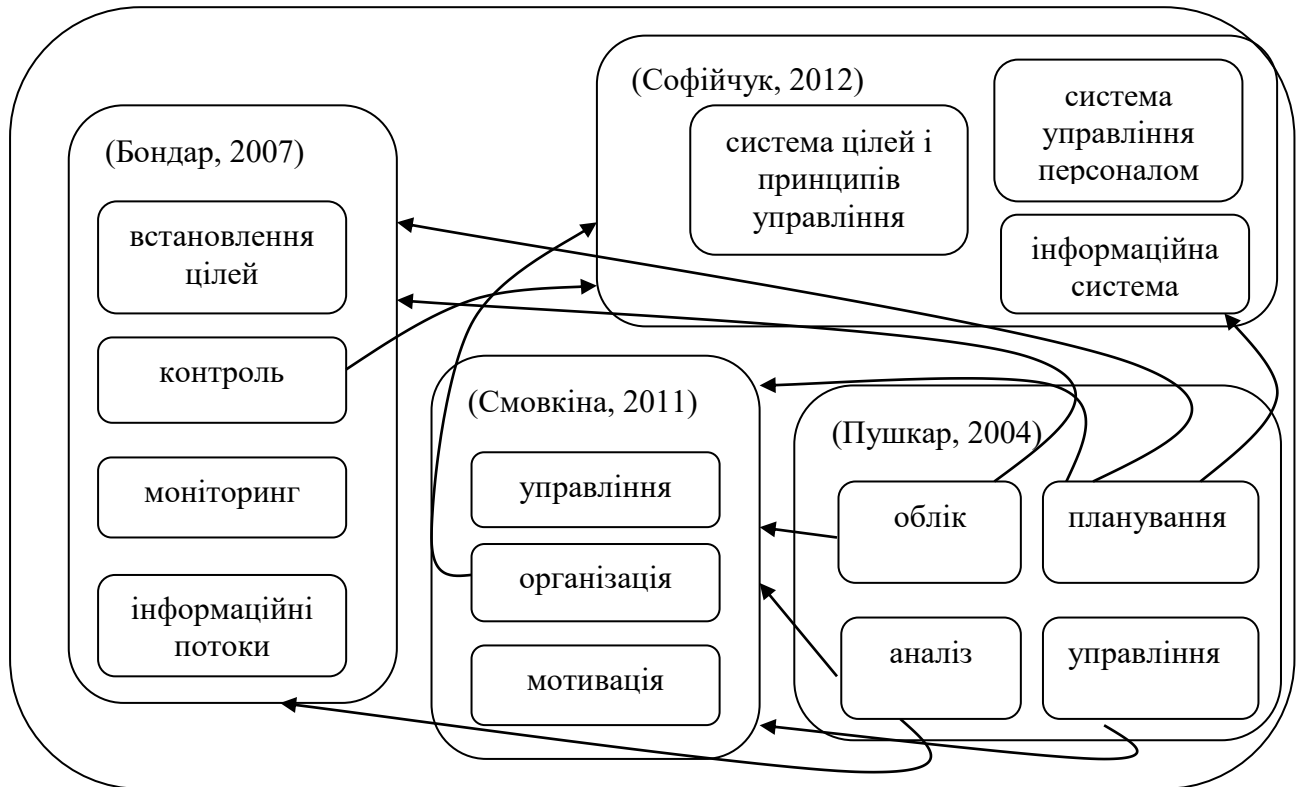 (Бондар, 2007)
встановлення
цілей
контроль
моніторинг
інформаційні
потоки
(Софійчук, 2012)
система цілей і
принципів
управління
система
управління
персоналом
інформаційна
система
(Смовкіна, 2011)
управління
організація
мотивація
(Пушкар, 2004)
облік
планування
аналіз
управління